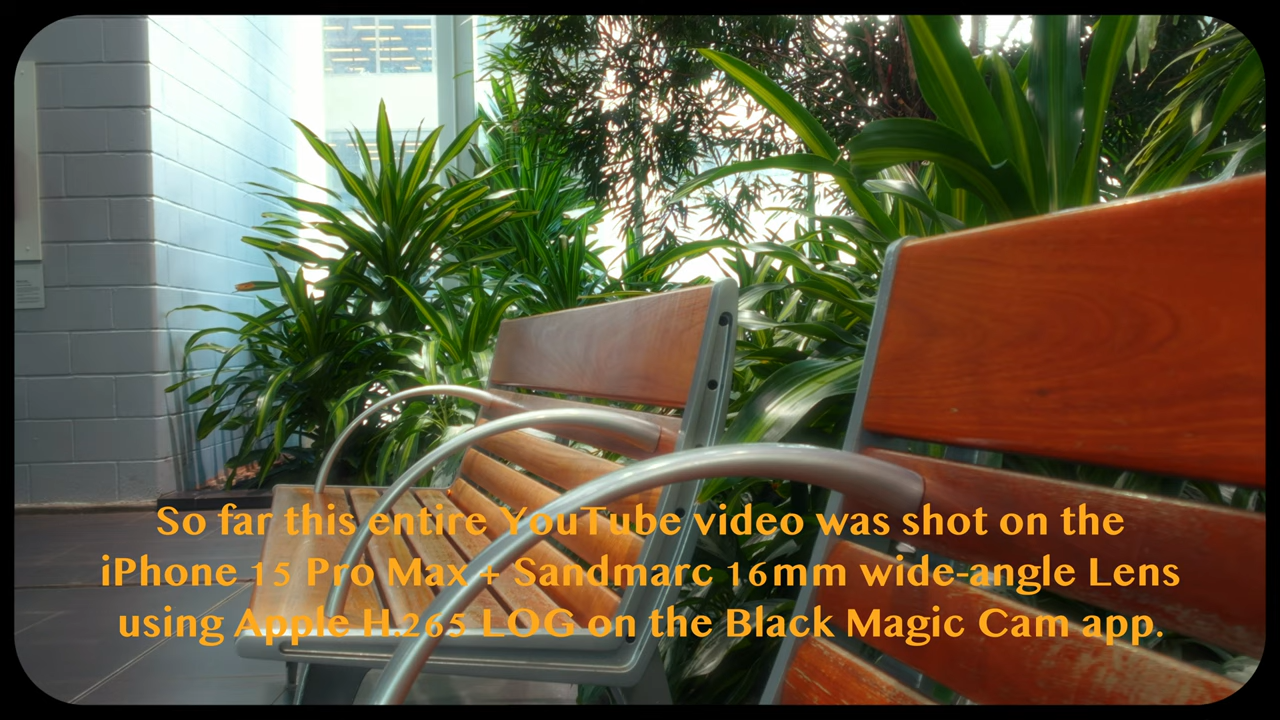 So far this entire YouTube video was shot on the
iPhone 15 Pro Max + Sandmarc 16mm wide-angle Lens
using Apple H.265 LOG on the Black Magic Cam app.